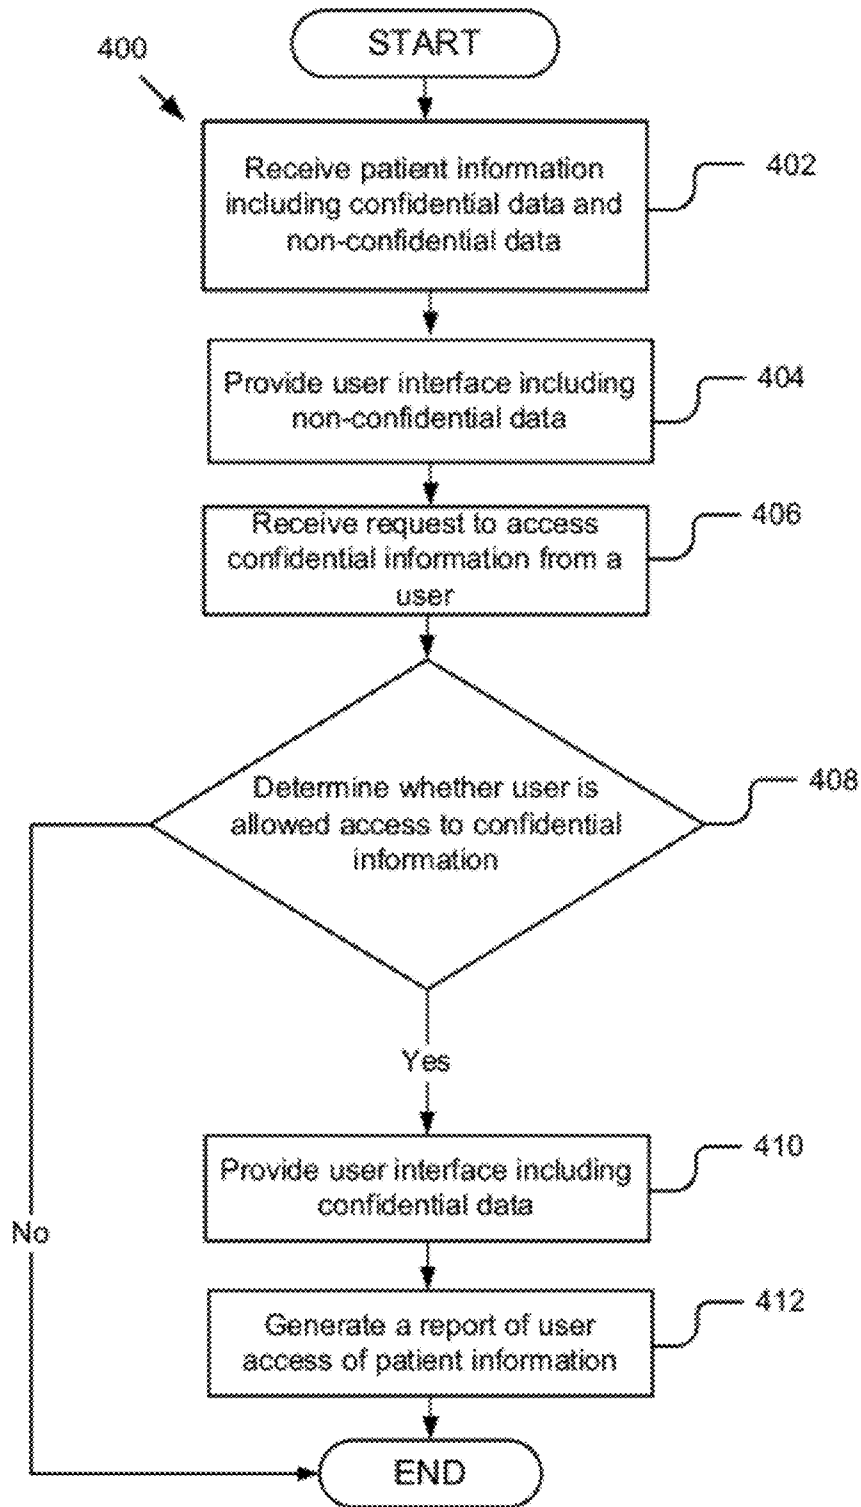 START
400
Receive patient information
including confidential data and
non-confidential data
402
Provide user interface including
non-confidential data
404
Receive request to access
confidential information from a
user
406
Determine whether user is
allowed access to confidential
information
408
Yes
Provide user interface including
confidential data
410
No
Generate a report of user
access of patient information
412
END